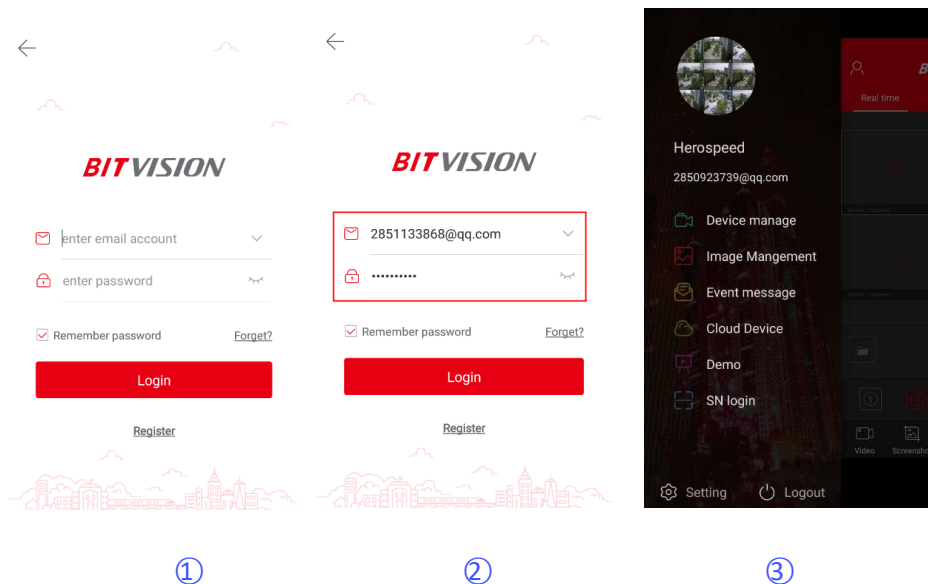 BITVISION
enter email account
enter password
Remember password Forget?
Login
Register
①
BITVISION
2851133868@qq.com
••••••••••
Remember password Forget?
Login
Register
②
Herospeed
2850923739@qq.com
Device manage
Image Mangement
Event message
Cloud Device
Demo
SN login
Setting Logout
B
Real time
Video Screensho
③